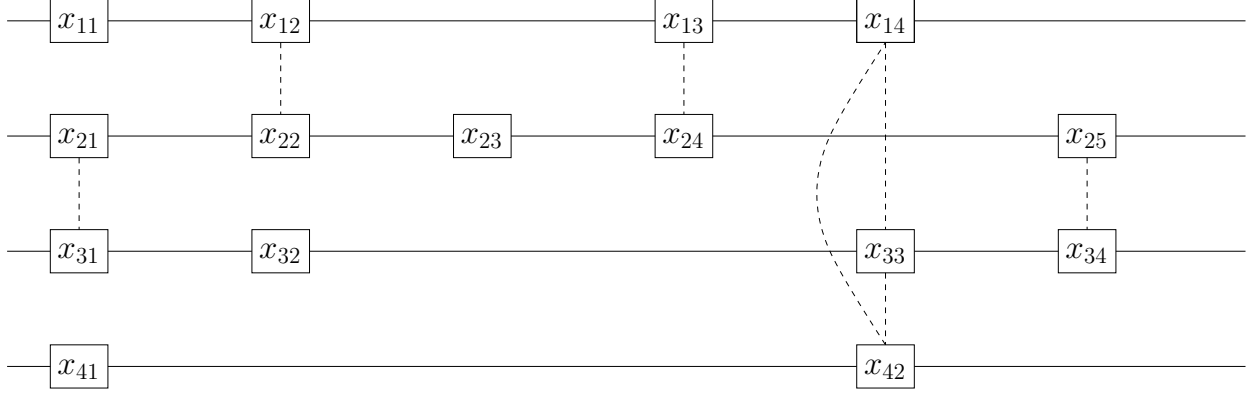 x₁₁ x₁₂ x₁₃ x₁₄
x₂₁ x₂₂ x₂₃ x₂₄ x₂₅
x₃₁ x₃₂ x₃₃ x₃₄
x₄₁ x₄₂